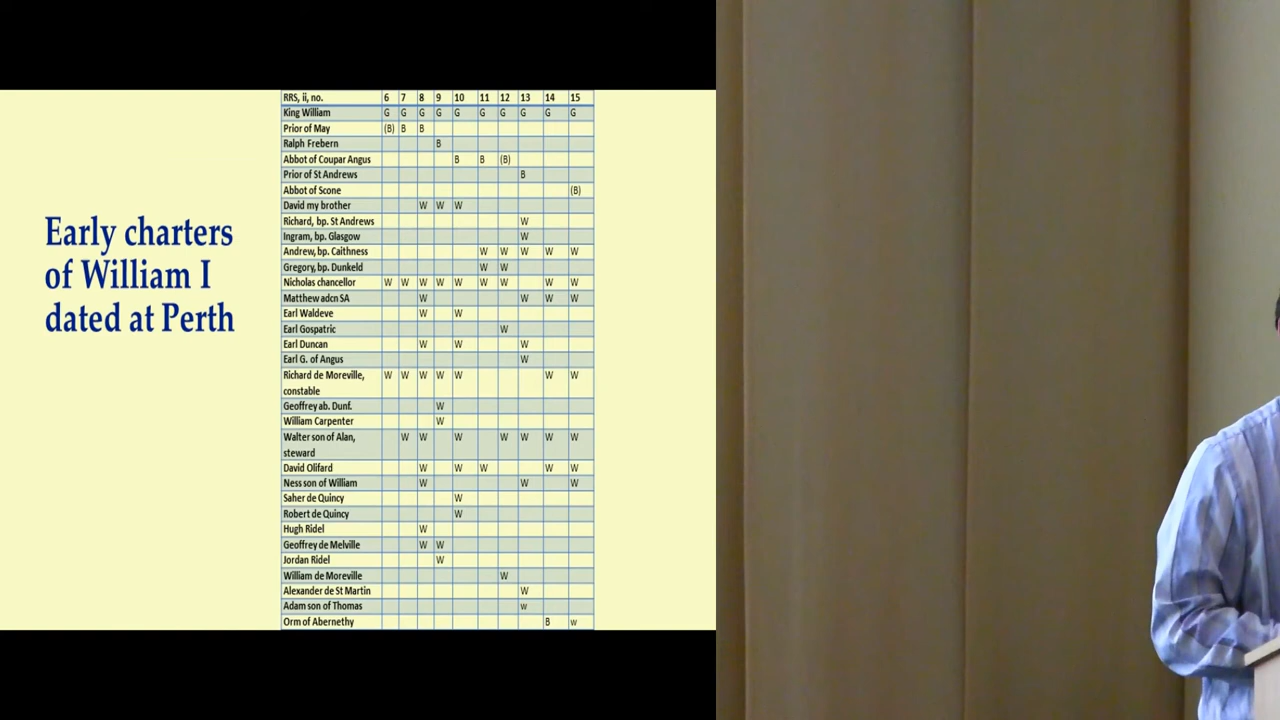 Early charters
of William I
dated at Perth
RRS, ii, no. 6 7 8 9 10 11 12 13 14 15
King William G G G G G G G G G G
Prior of May (B) B B
Ralph Frebern B
Abbot of Coupar Angus B B (B)
Prior of St Andrews B
Abbot of Scone (B)
David my brother W W W
Richard, bp. St Andrews W
Ingram, bp. Glasgow W
Andrew, bp. Caithness W W W W W
Gregory, bp. Dunkeld W W
Nicholas chancellor W W W W W W W W W
Matthew adcn SA W W W W
Earl Waldeve W W
Earl Gospatric W
Earl Duncan W W W
Earl G. of Angus W
Richard de Moreville, W W W W W W W
constable
Geoffrey ab. Dunf. W
William Carpenter W
Walter son of Alan, W W W W W W W
steward
David Olifard W W W W W
Ness son of William W W W
Saher de Quincy W
Robert de Quincy W
Hugh Ridel W
Geoffrey de Melville W W
Jordan Ridel W
William de Moreville W
Alexander de St Martin W
Adam son of Thomas w
Orm of Abernethy B w